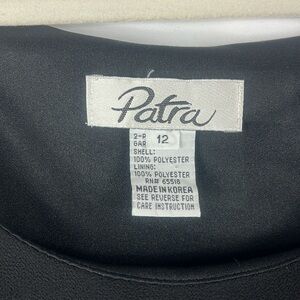 Patra
2-P
GAR
12
SHELL:
100% POLYESTER
LINING:
100% POLYESTER
RN# 65516
MADE IN KOREA
SEE REVERSE FOR
CARE INSTRUCTION